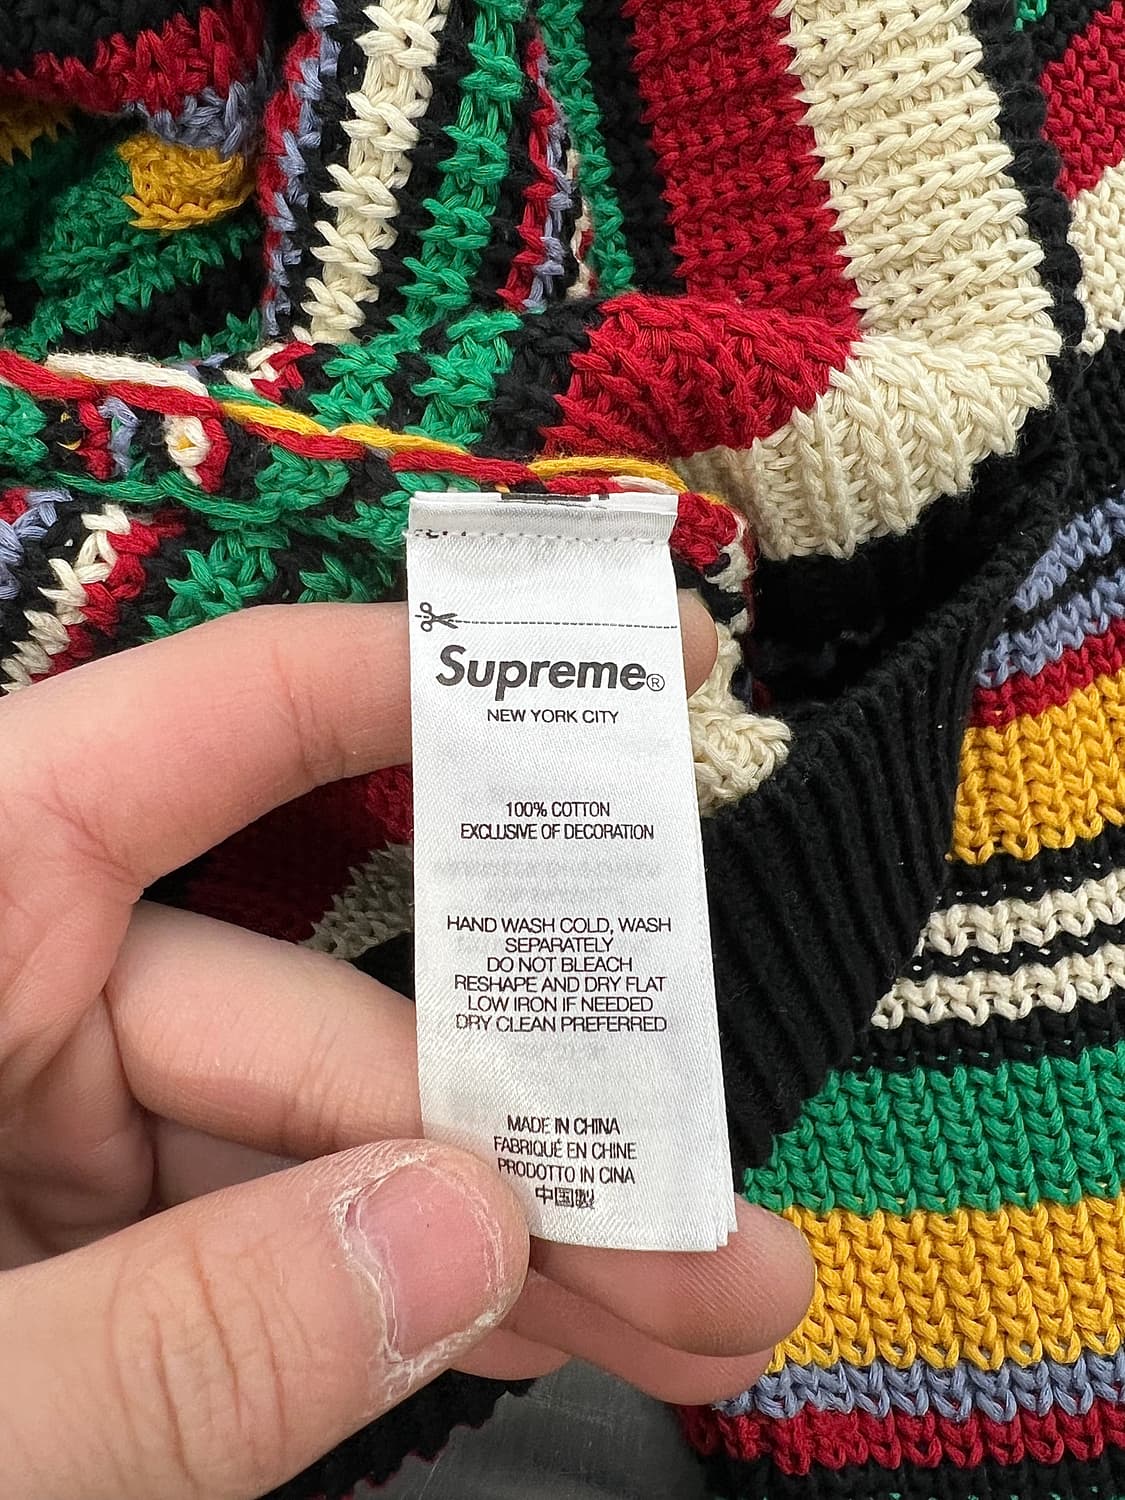 Supreme®
NEW YORK CITY
100% COTTON
EXCLUSIVE OF DECORATION
HAND WASH COLD, WASH
SEPARATELY
DO NOT BLEACH
RESHAPE AND DRY FLAT
LOW IRON IF NEEDED
DRY CLEAN PREFERRED
MADE IN CHINA
FABRIQUÉ EN CHINE
PRODOTTO IN CINA
中国製